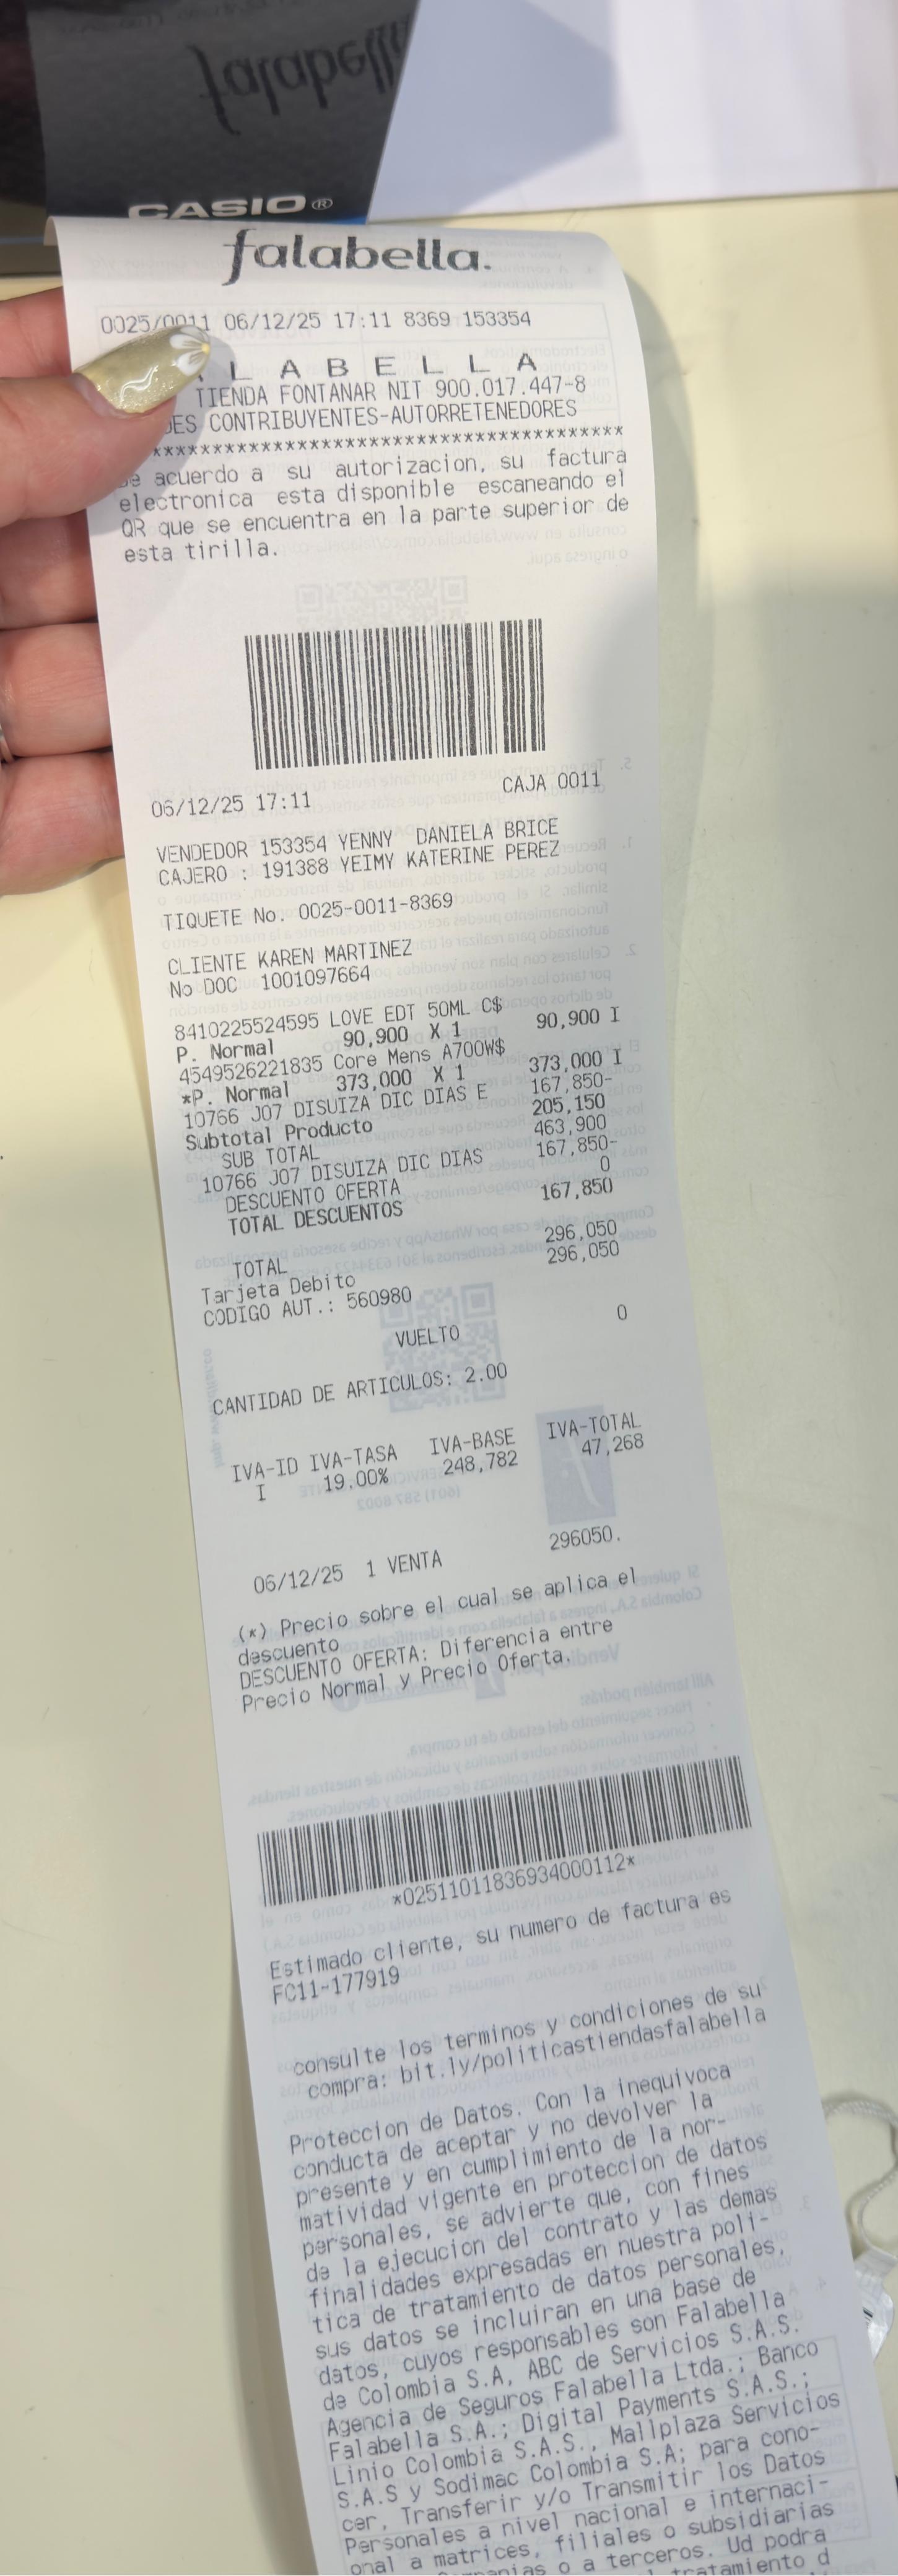 falabella
CASIO®
falabella.
0025/0011 06/12/25 17:11 8369 153354
LABELLA
TIENDA FONTANAR NIT 900.017.447-8
CONTRIBUYENTES-AUTORRETENEDORES
***************************************
acuerdo a su autorizacion, su factura
electronica esta disponible escaneando el
QR que se encuentra en la parte superior de
esta tirilla.
06/12/25 17:11 CAJA 0011
VENDEDOR 153354 YENNY DANIELA BRICE
CAJERO : 191388 YEIMY KATERINE PEREZ
TIQUETE No. 0025-0011-8369
CLIENTE KAREN MARTINEZ
No DOC 1001097664
8410225524595 LOVE EDT 50ML C$
P. Normal 90,900 X 1 90,900 I
4549526221835 Core Mens A700W$
*P. Normal 373,000 X 1 373,000 I
10766 J07 DISUIZA DIC DIAS E 167,850-
Subtotal Producto 205,150
SUB TOTAL 463,900
10766 J07 DISUIZA DIC DIAS 167,850-
DESCUENTO OFERTA 0
TOTAL DESCUENTOS 167,850
TOTAL 296,050
Tarjeta Debito 296,050
CODIGO AUT.: 560980
VUELTO 0
CANTIDAD DE ARTICULOS: 2.00
IVA-ID IVA-TASA IVA-BASE IVA-TOTAL
I 19.00% 248,782 47,268
06/12/25 1 VENTA 296050.
(*) Precio sobre el cual se aplica el
descuento
DESCUENTO OFERTA: Diferencia entre
Precio Normal y Precio Oferta.
*02511011836934000112*
Estimado cliente, su numero de factura es
FC11-177919
consulte los terminos y condiciones de su
compra: bit.ly/politicastiendasfalabella
Proteccion de Datos. Con la inequivoca
conducta de aceptar y no devolver la
presente y en cumplimiento de la nor-
matividad vigente en proteccion de datos
personales, se advierte que, con fines
de la ejecucion del contrato y las demas
finalidades expresadas en nuestra poli-
tica de tratamiento de datos personales,
sus datos se incluiran en una base de
datos, cuyos responsables son Falabella
de Colombia S.A, ABC de Servicios S.A.S.
Agencia de Seguros Falabella Ltda.; Banco
Falabella S.A.; Digital Payments S.A.S.;
Linio Colombia S.A.S., Mallplaza Servicios
S.A.S y Sodimac Colombia S.A; para cono-
cer, Transferir y/o Transmitir los Datos
Personales a nivel nacional e internaci-
onal a matrices, filiales o subsidiarias
o a terceros. Ud podra
tratamiento d